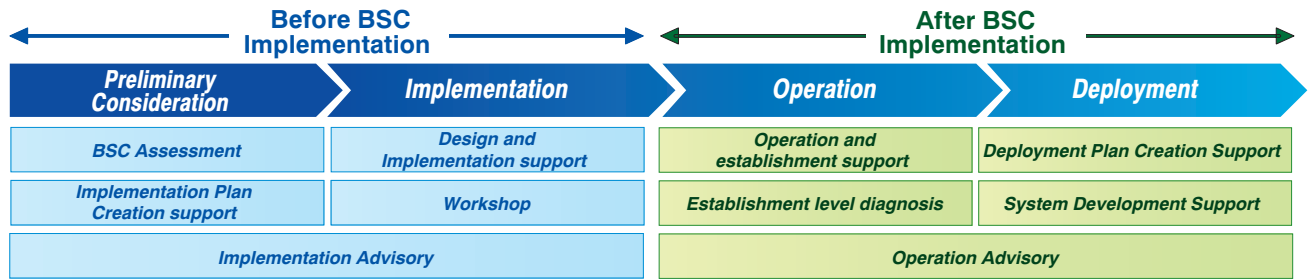 Before BSC
Implementation
After BSC
Implementation
Preliminary
Consideration
Implementation
Operation
Deployment
BSC Assessment
Design and
Implementation support
Operation and
establishment support
Deployment Plan Creation Support
Implementation Plan
Creation support
Workshop
Establishment level diagnosis
System Development Support
Implementation Advisory
Operation Advisory